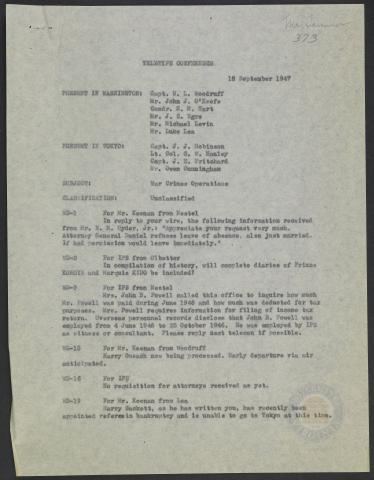 373
TELETYPE CONFERENCE
18 September 1947
PRESENT IN WASHINGTON: Capt. W. L. Woodruff
Mr. John J. O'Keefe
Comdr. E. N. Hart
Mr. J. C. Egre
Mr. Michael Levin
Mr. Luke Lea
PRESENT IN TOKYO: Capt. J. J. Robinson
Lt. Col. G. W. Hanley
Capt. J. E. Pritchard
Mr. Owen Cunningham
SUBJECT: War Crimes Operations
CLASSIFICATION: Unclassified
WD-1 For Mr. Keenan from Nestel
In reply to your wire, the following information received
from Mr. E. R. Hyder, Jr.: "Appreciate your request very much.
Attorney General Daniel refuses leave of absence. Also just married.
If had permission would leave immediately."
WD-8 For IPS from
In compilation of history, will complete diaries of Prince
KONOYE and Marquis KIDO be included?
WD-9 For IPS from Nestel
Mrs. John B. Powell called this office to inquire how much
Mr. Powell was paid during June 1946 and how much was deducted for tax
purposes. Mrs. Powell requires information for filing of income tax
return. Overseas personnel records disclose that John B. Powell was
employed from 4 June 1946 to 25 October 1946. He was employed by IPS
as witness or consultant. Please reply next telecon if possible.
WD-15 For Mr. Keenan from Woodruff
Harry now being processed. Early departure via air
anticipated.
WD-16 For IPS
No requisition for attorneys received as yet.
WD-19 For Mr. Keenan from Lea
Harry Hackett, as he has written you, has recently been
appointed referee in bankruptcy and is unable to go to Tokyo at this time.